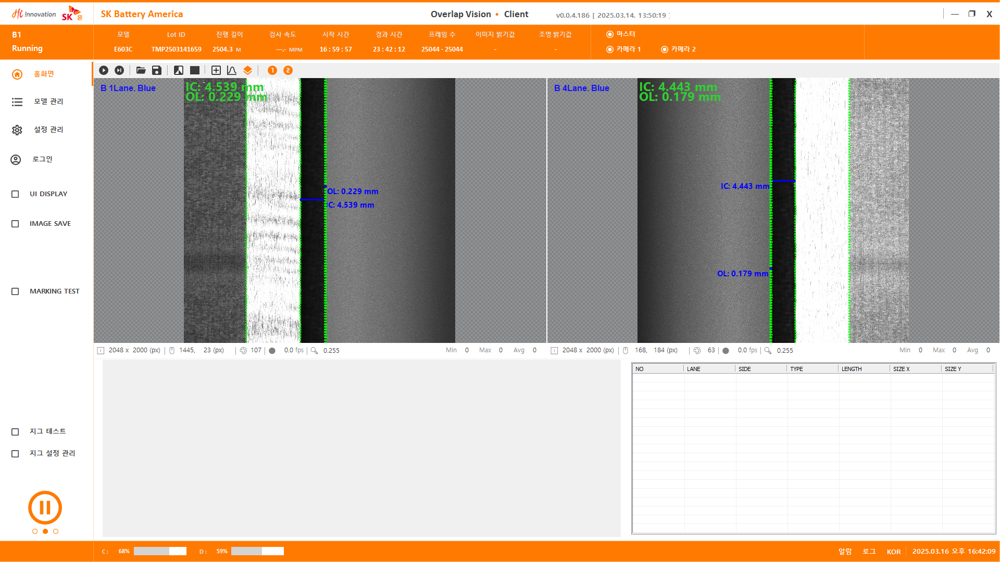 Hi !nnovation SK 온
SK Battery America
Overlap Vision • Client
v0.0.4.186 [ 2025.03.14. 13:50:19 ]
X
B1
Running
모델
E603C
Lot ID
TMP2503141659
진행 길이
2504.3 M
검사 속도
---.- MPM
시작 시간
16 : 59 : 57
경과 시간
23 : 42 : 12
프레임 수
25044 · 25044
이미지 밝기값
-
조명 밝기값
-
마스터
카메라 1
카메라 2
홈화면
모델 관리
설정 관리
로그인
UI DISPLAY
IMAGE SAVE
MARKING TEST
지그 테스트
지그 설정 관리
1 2
B 1Lane. Blue
IC: 4.539 mm
OL: 0.229 mm
OL: 0.229 mm
C: 4.539 mm
B 4Lane. Blue
IC: 4.443 mm
OL: 0.179 mm
IC: 4.443 mm
OL: 0.179 mm
2048 x 2000 (px) 1445, 23 (px) 107 0.0 fps 0.255 Min 0 Max 0 Avg 0
2048 x 2000 (px) 168, 184 (px) 63 0.0 fps 0.255 Min 0 Max 0 Avg 0
NO LANE SIDE TYPE LENGTH SIZE X SIZE Y
C : 68% D : 59%
알람 로그 KOR 2025.03.16 오후 16:42:09